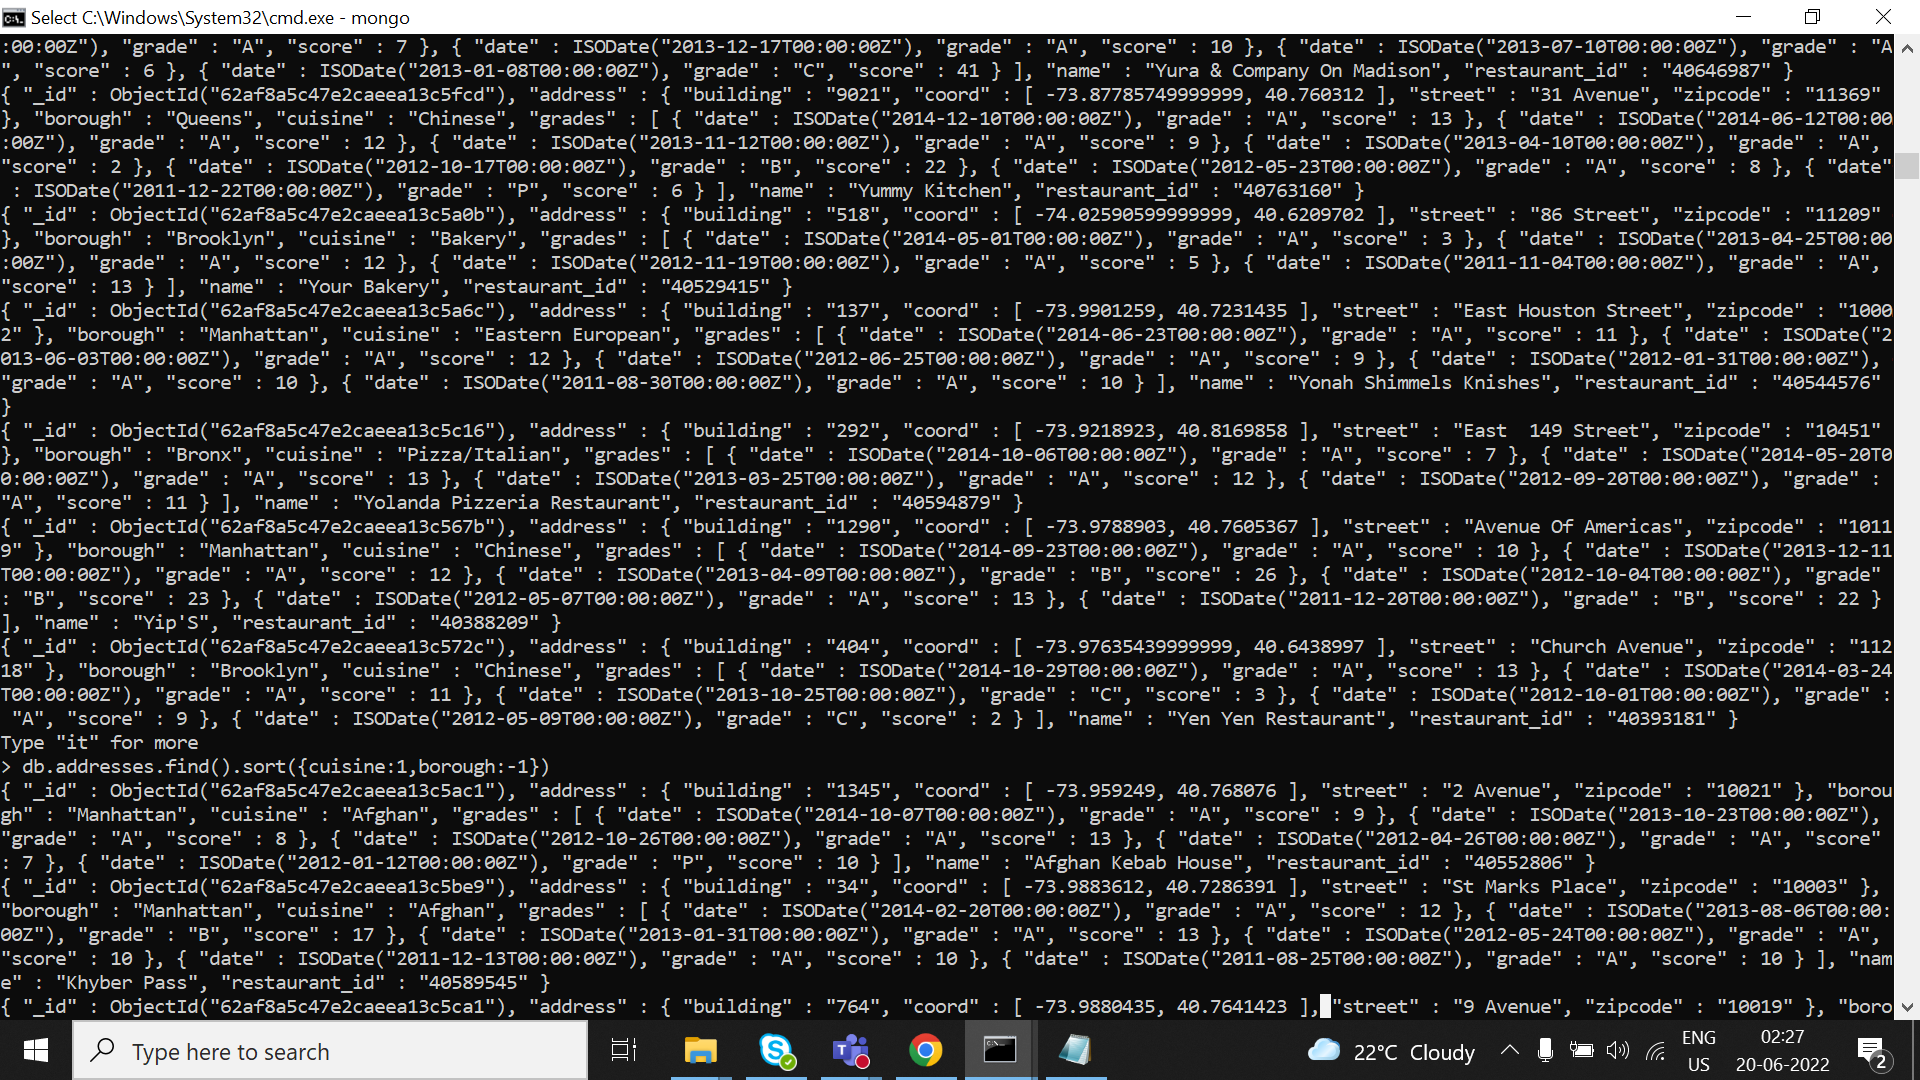 Select C:\Windows\System32\cmd.exe - mongo
:00:00Z"), "grade" : "A", "score" : 7 }, { "date" : ISODate("2013-12-17T00:00:00Z"), "grade" : "A", "score" : 10 }, { "date" : ISODate("2013-07-10T00:00:00Z"), "grade" : "A
", "score" : 6 }, { "date" : ISODate("2013-01-08T00:00:00Z"), "grade" : "C", "score" : 41 } ], "name" : "Yura & Company On Madison", "restaurant_id" : "40646987" }
{ "_id" : ObjectId("62af8a5c47e2caeea13c5fcd"), "address" : { "building" : "9021", "coord" : [ -73.87785749999999, 40.760312 ], "street" : "31 Avenue", "zipcode" : "11369"
}, "borough" : "Queens", "cuisine" : "Chinese", "grades" : [ { "date" : ISODate("2014-12-10T00:00:00Z"), "grade" : "A", "score" : 13 }, { "date" : ISODate("2014-06-12T00:00
:00Z"), "grade" : "A", "score" : 12 }, { "date" : ISODate("2013-11-12T00:00:00Z"), "grade" : "A", "score" : 9 }, { "date" : ISODate("2013-04-10T00:00:00Z"), "grade" : "A",
"score" : 2 }, { "date" : ISODate("2012-10-17T00:00:00Z"), "grade" : "B", "score" : 22 }, { "date" : ISODate("2012-05-23T00:00:00Z"), "grade" : "A", "score" : 8 }, { "date"
 : ISODate("2011-12-22T00:00:00Z"), "grade" : "P", "score" : 6 } ], "name" : "Yummy Kitchen", "restaurant_id" : "40763160" }
{ "_id" : ObjectId("62af8a5c47e2caeea13c5a0b"), "address" : { "building" : "518", "coord" : [ -74.02590599999999, 40.6209702 ], "street" : "86 Street", "zipcode" : "11209"
}, "borough" : "Brooklyn", "cuisine" : "Bakery", "grades" : [ { "date" : ISODate("2014-05-01T00:00:00Z"), "grade" : "A", "score" : 3 }, { "date" : ISODate("2013-04-25T00:00
:00Z"), "grade" : "A", "score" : 12 }, { "date" : ISODate("2012-11-19T00:00:00Z"), "grade" : "A", "score" : 5 }, { "date" : ISODate("2011-11-04T00:00:00Z"), "grade" : "A",
"score" : 13 } ], "name" : "Your Bakery", "restaurant_id" : "40529415" }
{ "_id" : ObjectId("62af8a5c47e2caeea13c5a6c"), "address" : { "building" : "137", "coord" : [ -73.9901259, 40.7231435 ], "street" : "East Houston Street", "zipcode" : "1000
2" }, "borough" : "Manhattan", "cuisine" : "Eastern European", "grades" : [ { "date" : ISODate("2014-06-23T00:00:00Z"), "grade" : "A", "score" : 11 }, { "date" : ISODate("2
013-06-03T00:00:00Z"), "grade" : "A", "score" : 12 }, { "date" : ISODate("2012-06-25T00:00:00Z"), "grade" : "A", "score" : 9 }, { "date" : ISODate("2012-01-31T00:00:00Z"),
"grade" : "A", "score" : 10 }, { "date" : ISODate("2011-08-30T00:00:00Z"), "grade" : "A", "score" : 10 } ], "name" : "Yonah Shimmels Knishes", "restaurant_id" : "40544576"
}
{ "_id" : ObjectId("62af8a5c47e2caeea13c5c16"), "address" : { "building" : "292", "coord" : [ -73.9218923, 40.8169858 ], "street" : "East  149 Street", "zipcode" : "10451"
}, "borough" : "Bronx", "cuisine" : "Pizza/Italian", "grades" : [ { "date" : ISODate("2014-10-06T00:00:00Z"), "grade" : "A", "score" : 7 }, { "date" : ISODate("2014-05-20T0
0:00:00Z"), "grade" : "A", "score" : 13 }, { "date" : ISODate("2013-03-25T00:00:00Z"), "grade" : "A", "score" : 12 }, { "date" : ISODate("2012-09-20T00:00:00Z"), "grade" :
"A", "score" : 11 } ], "name" : "Yolanda Pizzeria Restaurant", "restaurant_id" : "40594879" }
{ "_id" : ObjectId("62af8a5c47e2caeea13c567b"), "address" : { "building" : "1290", "coord" : [ -73.9788903, 40.7605367 ], "street" : "Avenue Of Americas", "zipcode" : "1011
9" }, "borough" : "Manhattan", "cuisine" : "Chinese", "grades" : [ { "date" : ISODate("2014-09-23T00:00:00Z"), "grade" : "A", "score" : 10 }, { "date" : ISODate("2013-12-11
T00:00:00Z"), "grade" : "A", "score" : 12 }, { "date" : ISODate("2013-04-09T00:00:00Z"), "grade" : "B", "score" : 26 }, { "date" : ISODate("2012-10-04T00:00:00Z"), "grade"
: "B", "score" : 23 }, { "date" : ISODate("2012-05-07T00:00:00Z"), "grade" : "A", "score" : 13 }, { "date" : ISODate("2011-12-20T00:00:00Z"), "grade" : "B", "score" : 22 }
], "name" : "Yip'S", "restaurant_id" : "40388209" }
{ "_id" : ObjectId("62af8a5c47e2caeea13c572c"), "address" : { "building" : "404", "coord" : [ -73.97635439999999, 40.6438997 ], "street" : "Church Avenue", "zipcode" : "112
18" }, "borough" : "Brooklyn", "cuisine" : "Chinese", "grades" : [ { "date" : ISODate("2014-10-29T00:00:00Z"), "grade" : "A", "score" : 13 }, { "date" : ISODate("2014-03-24
T00:00:00Z"), "grade" : "A", "score" : 11 }, { "date" : ISODate("2013-10-25T00:00:00Z"), "grade" : "C", "score" : 3 }, { "date" : ISODate("2012-10-01T00:00:00Z"), "grade" :
 "A", "score" : 9 }, { "date" : ISODate("2012-05-09T00:00:00Z"), "grade" : "C", "score" : 2 } ], "name" : "Yen Yen Restaurant", "restaurant_id" : "40393181" }
Type "it" for more
> db.addresses.find().sort({cuisine:1,borough:-1})
{ "_id" : ObjectId("62af8a5c47e2caeea13c5ac1"), "address" : { "building" : "1345", "coord" : [ -73.959249, 40.768076 ], "street" : "2 Avenue", "zipcode" : "10021" }, "borou
gh" : "Manhattan", "cuisine" : "Afghan", "grades" : [ { "date" : ISODate("2014-10-07T00:00:00Z"), "grade" : "A", "score" : 9 }, { "date" : ISODate("2013-10-23T00:00:00Z"),
"grade" : "A", "score" : 8 }, { "date" : ISODate("2012-10-26T00:00:00Z"), "grade" : "A", "score" : 13 }, { "date" : ISODate("2012-04-26T00:00:00Z"), "grade" : "A", "score"
: 7 }, { "date" : ISODate("2012-01-12T00:00:00Z"), "grade" : "P", "score" : 10 } ], "name" : "Afghan Kebab House", "restaurant_id" : "40552806" }
{ "_id" : ObjectId("62af8a5c47e2caeea13c5be9"), "address" : { "building" : "34", "coord" : [ -73.9883612, 40.7286391 ], "street" : "St Marks Place", "zipcode" : "10003" },
"borough" : "Manhattan", "cuisine" : "Afghan", "grades" : [ { "date" : ISODate("2014-02-20T00:00:00Z"), "grade" : "A", "score" : 12 }, { "date" : ISODate("2013-08-06T00:00:
00Z"), "grade" : "B", "score" : 17 }, { "date" : ISODate("2013-01-31T00:00:00Z"), "grade" : "A", "score" : 13 }, { "date" : ISODate("2012-05-24T00:00:00Z"), "grade" : "A",
"score" : 10 }, { "date" : ISODate("2011-12-13T00:00:00Z"), "grade" : "A", "score" : 10 }, { "date" : ISODate("2011-08-25T00:00:00Z"), "grade" : "A", "score" : 10 } ], "nam
e" : "Khyber Pass", "restaurant_id" : "40589545" }
{ "_id" : ObjectId("62af8a5c47e2caeea13c5ca1"), "address" : { "building" : "764", "coord" : [ -73.9880435, 40.7641423 ], "street" : "9 Avenue", "zipcode" : "10019" }, "boro
Type here to search
22°C Cloudy
ENG
US
02:27
20-06-2022
2